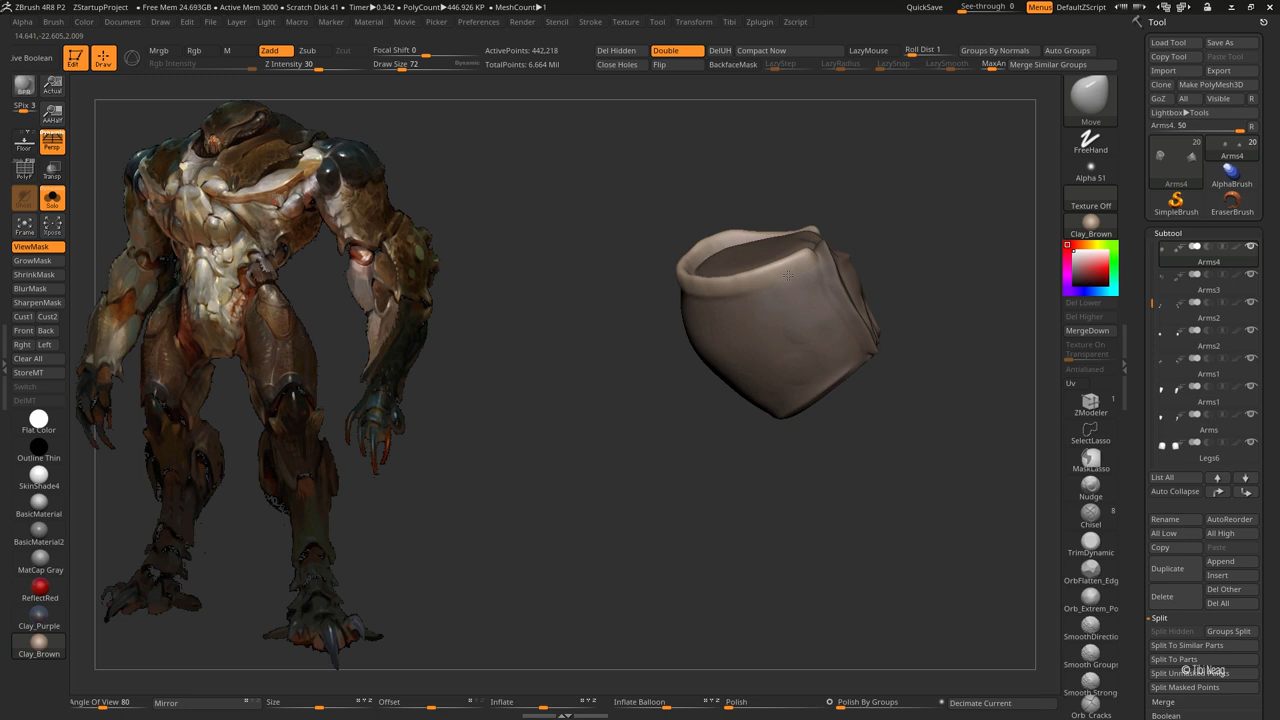 ZBrush 4R8 P2
ZStartupProject
• Free Mem 24.693GB • Active Mem 3000 • Scratch Disk 41 • Timer▶0.342 • PolyCount▶446.926 KP • MeshCount▶1
QuickSave
See-through 0
Menus
DefaultZScript
Alpha Brush Color Document Draw Edit File Layer Light Macro Marker Material Movie Picker Preferences Render Stencil Stroke Texture Tool Transform Tibi Zplugin Zscript
14.641,-22.605,2.009
ive Boolean
Edit
Draw
Mrgb Rgb M
Rgb Intensity
Zadd Zsub Zcut
Z Intensity 30
Focal Shift 0
Draw Size 72
Dynamic
ActivePoints: 442,218
TotalPoints: 6.664 Mil
Del Hidden
Close Holes
Double
Flip
DelUH
BackfaceMask
Compact Now
LazyStep
LazyMouse
LazyRadius
LazySnap
Roll Dist 1
LazySmooth
Groups By Normals
MaxAn
Auto Groups
Merge Similar Groups
BPR
Actual
SPix 3
AAHalf
Floor
Dynamic
Persp
PolyF
Transp
Ghost
Solo
Frame
Xpose
ViewMask
GrowMask
ShrinkMask
BlurMask
SharpenMask
Cust1 Cust2
Front Back
Rght Left
Clear All
StoreMT
Switch
DelMT
Flat Color
Outline Thin
SkinShade4
BasicMaterial
BasicMaterial2
MatCap Gray
ReflectRed
Clay_Purple
Clay_Brown
Angle Of View 80
Mirror
Size
Offset
Inflate
Inflate Balloon
Polish
Polish By Groups
Decimate Current
Move
FreeHand
Alpha 51
Texture Off
Clay_Brown
Del Lower
Del Higher
MergeDown
Texture On
Transparent
Antialiased
Uv
1
ZModeler
SelectLasso
MaskLasso
Nudge
8
Chisel
TrimDynamic
OrbFlatten_Edg
Orb_Extrem_Po
SmoothDirectio
Smooth Groups
Smooth Strong
Orb_Cracks
Tool
Load Tool Save As
Copy Tool Paste Tool
Import Export
Clone Make PolyMesh3D
GoZ All Visible R
Lightbox▶Tools
Arms4. 50 R
20
Arms4
20
Arms4
AlphaBrush
SimpleBrush
EraserBrush
Subtool
Arms4
Arms3
Arms2
Arms2
Arms1
Arms1
Arms
Legs6
List All
Auto Collapse
Rename AutoReorder
All Low All High
Copy Paste
Duplicate
Append
Insert
Delete
Del Other
Del All
Split
Split Hidden Groups Split
Split To Similar Parts
Split To Parts
Split Unmasked Points
© Tibi Neag
Split Masked Points
Merge
Boolean